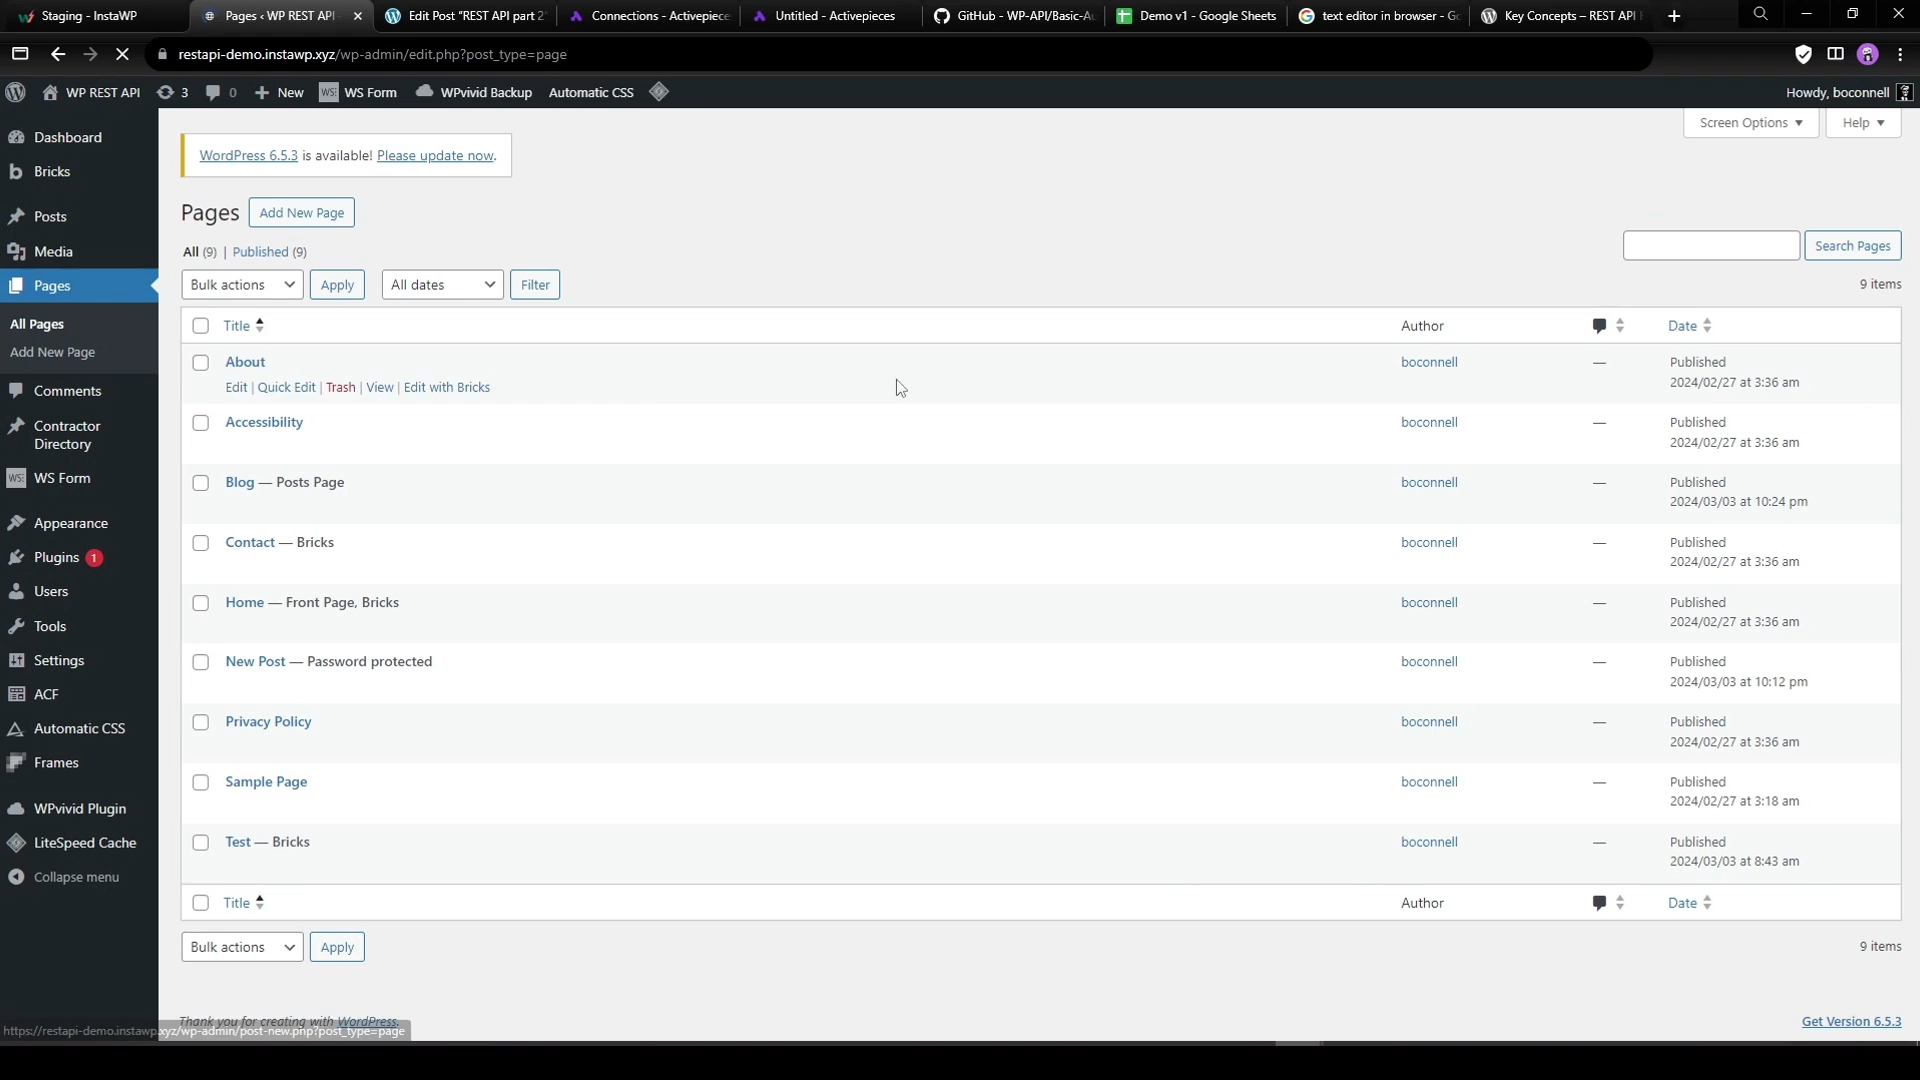 Staging - InstaWP
Pages ‹ WP REST API -
Edit Post "REST API part 2"
Connections - Activepiece
Untitled - Activepieces
GitHub - WP-API/Basic-Au
Demo v1 - Google Sheets
text editor in browser - Go
Key Concepts – REST API
restapi-demo.instawp.xyz/wp-admin/edit.php?post_type=page
WP REST API
3
0
New
WS Form
WPvivid Backup
Automatic CSS
Howdy, boconnell
Dashboard
Bricks
Posts
Media
Pages
All Pages
Add New Page
Comments
Contractor
Directory
WS Form
Appearance
Plugins 1
Users
Tools
Settings
ACF
Automatic CSS
Frames
WPvivid Plugin
LiteSpeed Cache
Collapse menu
Screen Options
Help
WordPress 6.5.3 is available! Please update now.
Pages
Add New Page
All (9) | Published (9)
Search Pages
Bulk actions
Apply
All dates
Filter
9 items
Title Author Date
About boconnell — Published
Edit | Quick Edit | Trash | View | Edit with Bricks 2024/02/27 at 3:36 am
Accessibility boconnell — Published
2024/02/27 at 3:36 am
Blog — Posts Page boconnell — Published
2024/03/03 at 10:24 pm
Contact — Bricks boconnell — Published
2024/02/27 at 3:36 am
Home — Front Page, Bricks boconnell — Published
2024/02/27 at 3:36 am
New Post — Password protected boconnell — Published
2024/03/03 at 10:12 pm
Privacy Policy boconnell — Published
2024/02/27 at 3:36 am
Sample Page boconnell — Published
2024/02/27 at 3:18 am
Test — Bricks boconnell — Published
2024/03/03 at 8:43 am
Title Author Date
Bulk actions
Apply
9 items
Thank you for creating with WordPress.
Get Version 6.5.3
https://restapi-demo.instawp.xyz/wp-admin/post-new.php?post_type=page